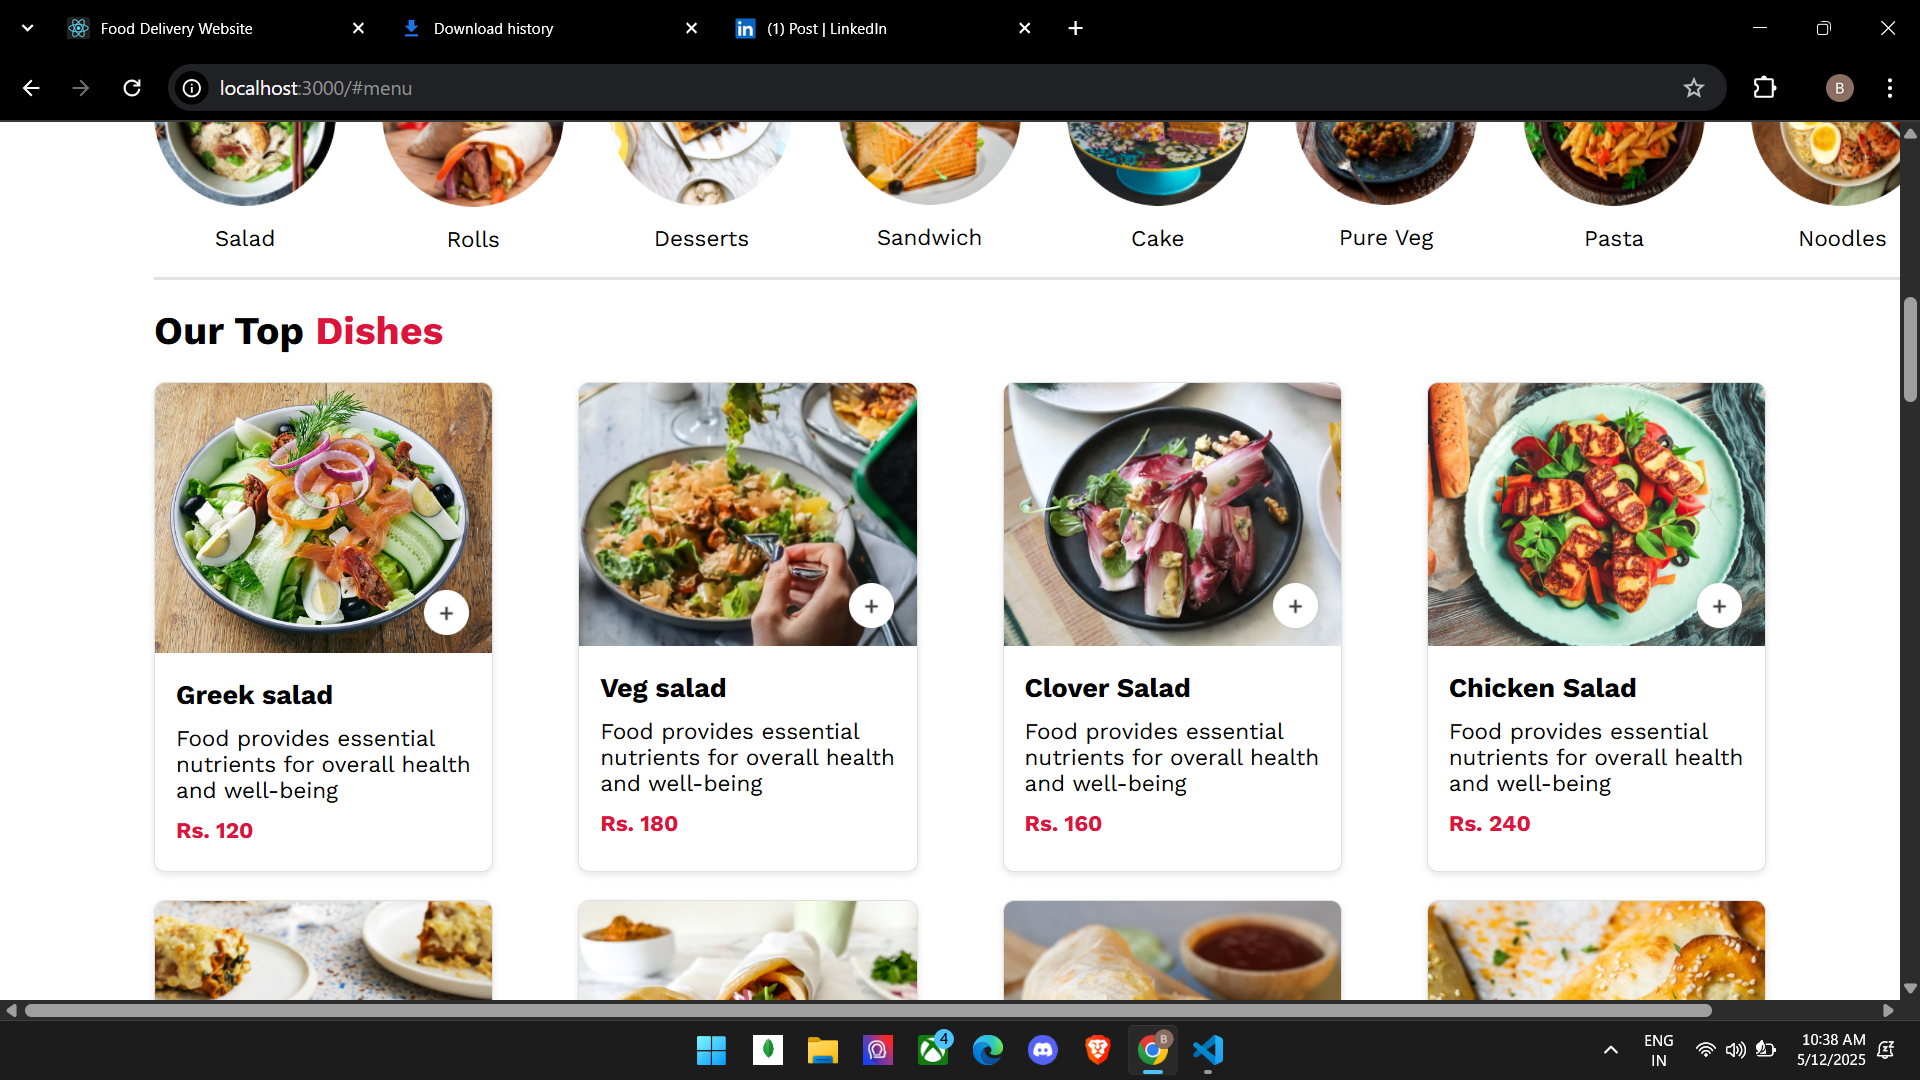 Food Delivery Website
Download history
in (1) Post | LinkedIn
localhost:3000/#menu
B
Salad
Rolls
Desserts
Sandwich
Cake
Pure Veg
Pasta
Noodles
Our Top Dishes
Greek salad
Food provides essential
nutrients for overall health
and well-being
Rs. 120
Veg salad
Food provides essential
nutrients for overall health
and well-being
Rs. 180
Clover Salad
Food provides essential
nutrients for overall health
and well-being
Rs. 160
Chicken Salad
Food provides essential
nutrients for overall health
and well-being
Rs. 240
4
B
ENG
IN
10:38 AM
5/12/2025